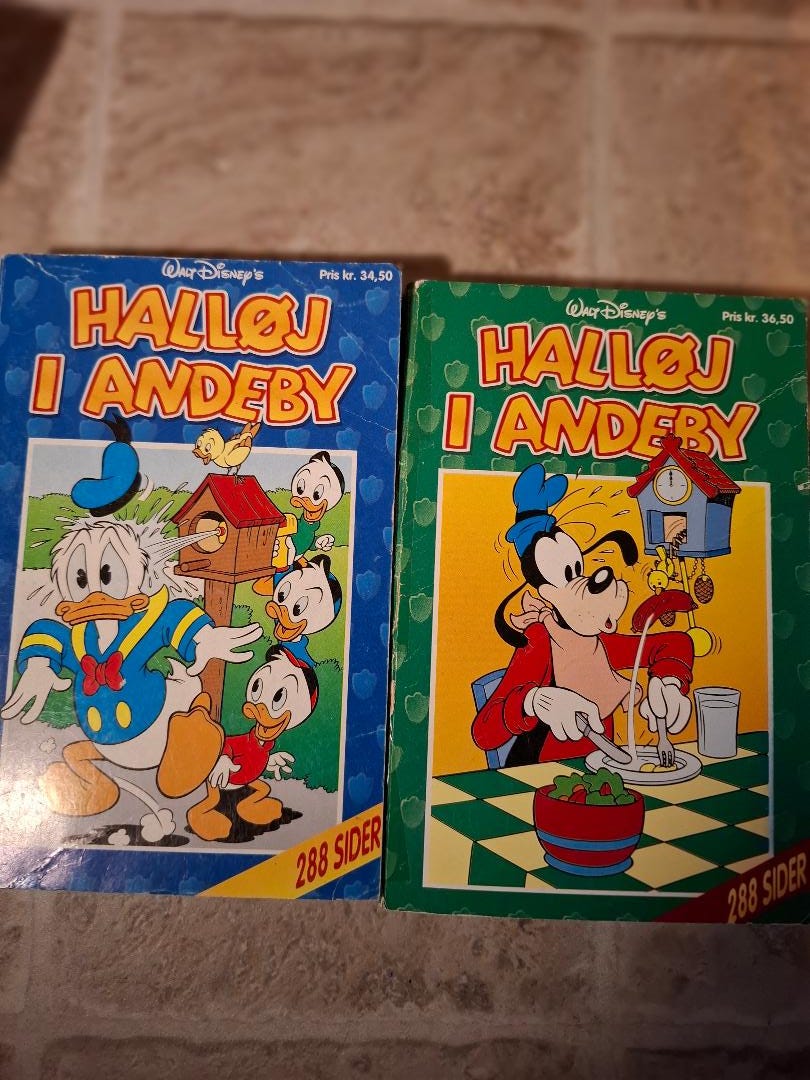 Walt Disney's
Pris kr. 34,50
HALLØJ
I ANDEBY
288 SIDER
Walt Disney's
Pris kr. 36,50
HALLØJ
I ANDEBY
288 SIDER